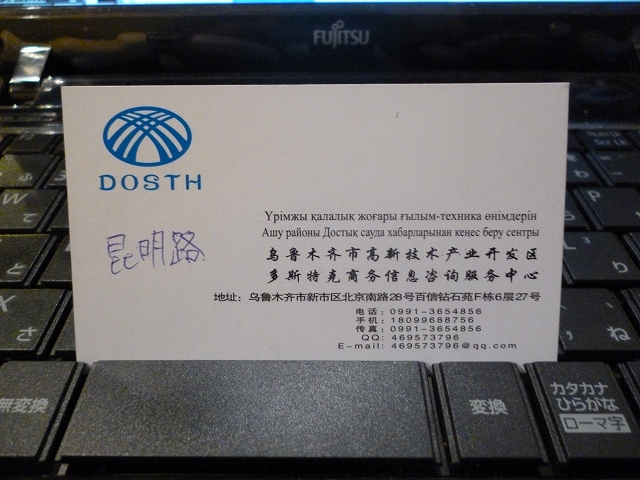 FUJITSU
DOSTH
昆明路
Үрімжы қалалық жоғары ғылым-техника өнімдерін
Ашу районы Достық сауда хабарларынан кеңес беру сентры
乌鲁木齐市高新技术产业开发区
多斯特克商务信息咨询服务中心
地址：乌鲁木齐市新市区北京南路28号百信钻石苑F栋6层27号
电话：0991-3654856
手机：18099688756
传真：0991-3654856
QQ：469573796
E-mail：469573796@qq.com
無変換
変換
カタカナ
ひらがな
ローマ字